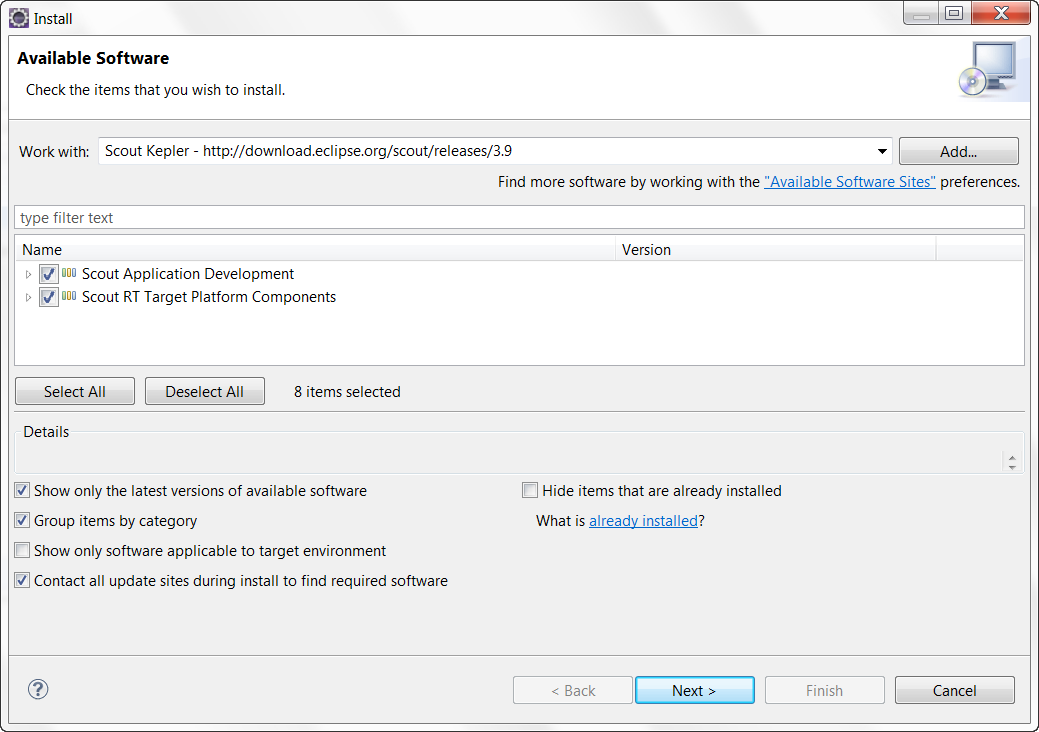 Install
Available Software
Check the items that you wish to install.
Work with: Scout Kepler - http://download.eclipse.org/scout/releases/3.9 Add...
Find more software by working with the "Available Software Sites" preferences.
type filter text
Name Version
Scout Application Development
Scout RT Target Platform Components
Select All Deselect All 8 items selected
Details
Show only the latest versions of available software Hide items that are already installed
Group items by category What is already installed?
Show only software applicable to target environment
Contact all update sites during install to find required software
? < Back Next > Finish Cancel